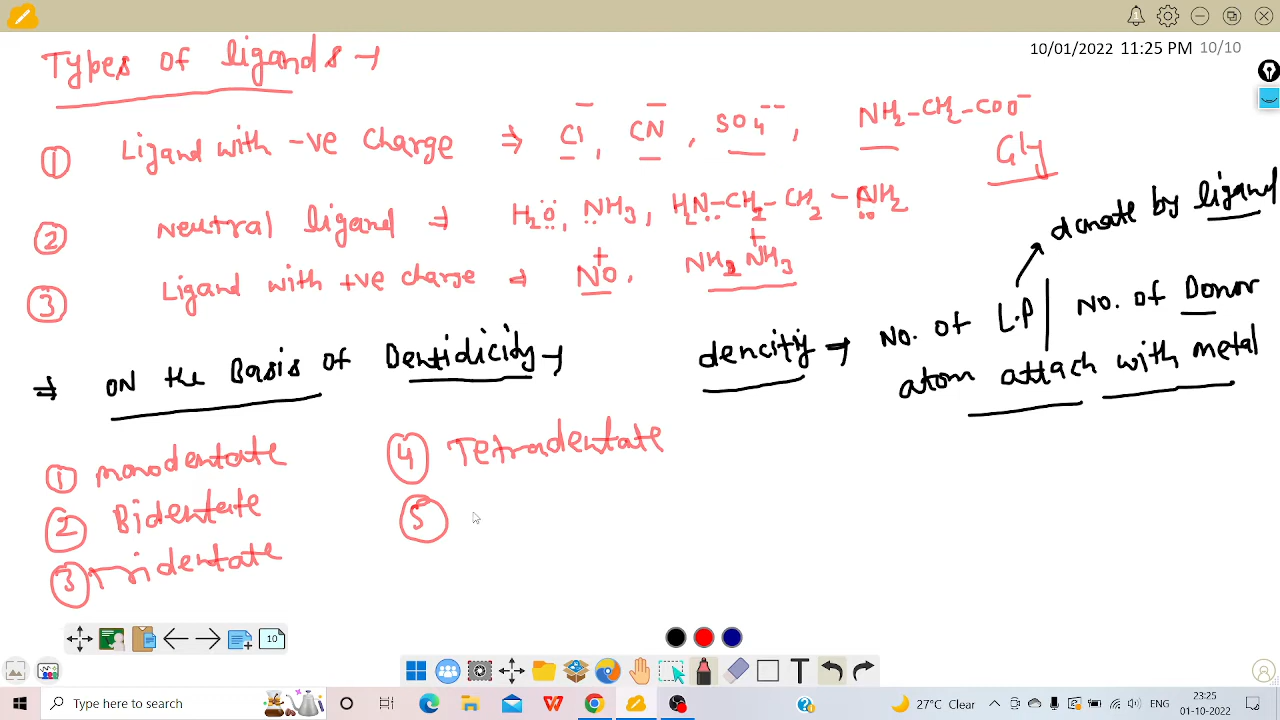 10/01/2022 11:25 PM 10/10
Types of ligands →
① Ligand with -ve charge ⇒ Cl⁻, CN⁻, SO₄⁻⁻, NH₂-CH₂-COO⁻
Gly
② Neutral ligand ⇒ H₂O, NH₃, H₂N-CH₂-CH₂-NH₂
③ Ligand with +ve charge ⇒ NO⁺, NH₂NH₃⁺
⇒ ON the Basis of Dentidicity →
① monodentate
② Bidentate
③ Tridentate
④ Tetradentate
⑤
dencitiy → No. of L.P | No. of Donor
atom attach with metal
donate by ligand
T
10
Type here to search
27°C Clear
ENG
23:25
01-10-2022